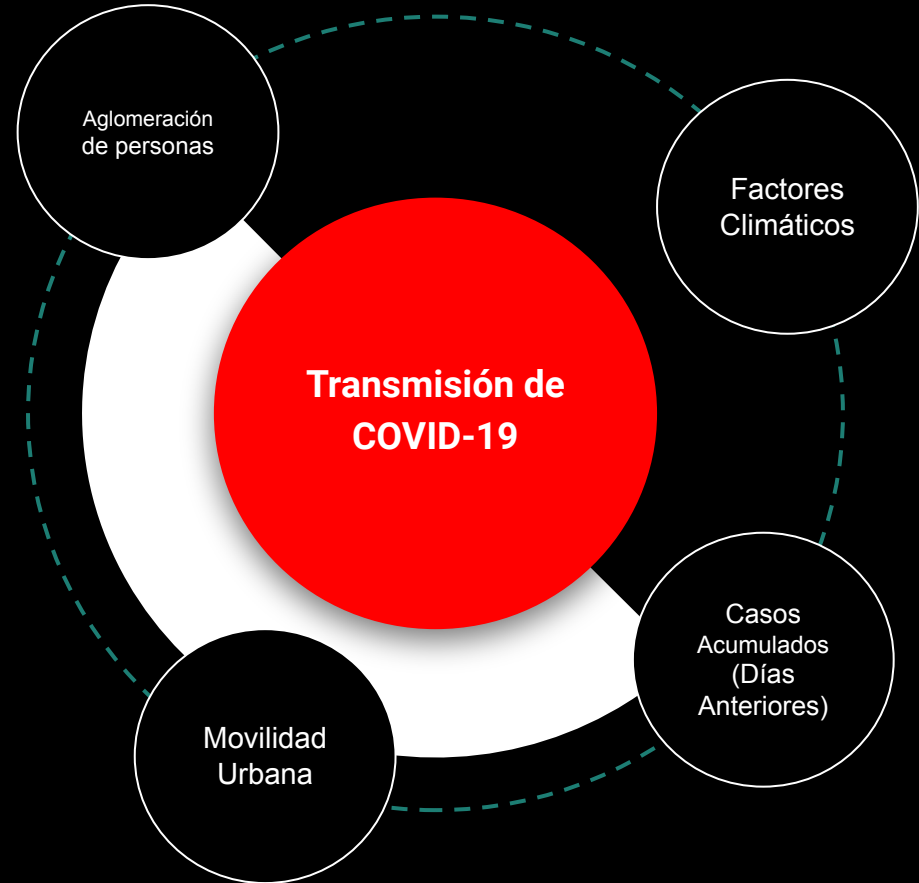 Aglomeración
de personas
Factores
Climáticos
Transmisión de
COVID-19
Casos
Acumulados
(Días
Anteriores)
Movilidad
Urbana